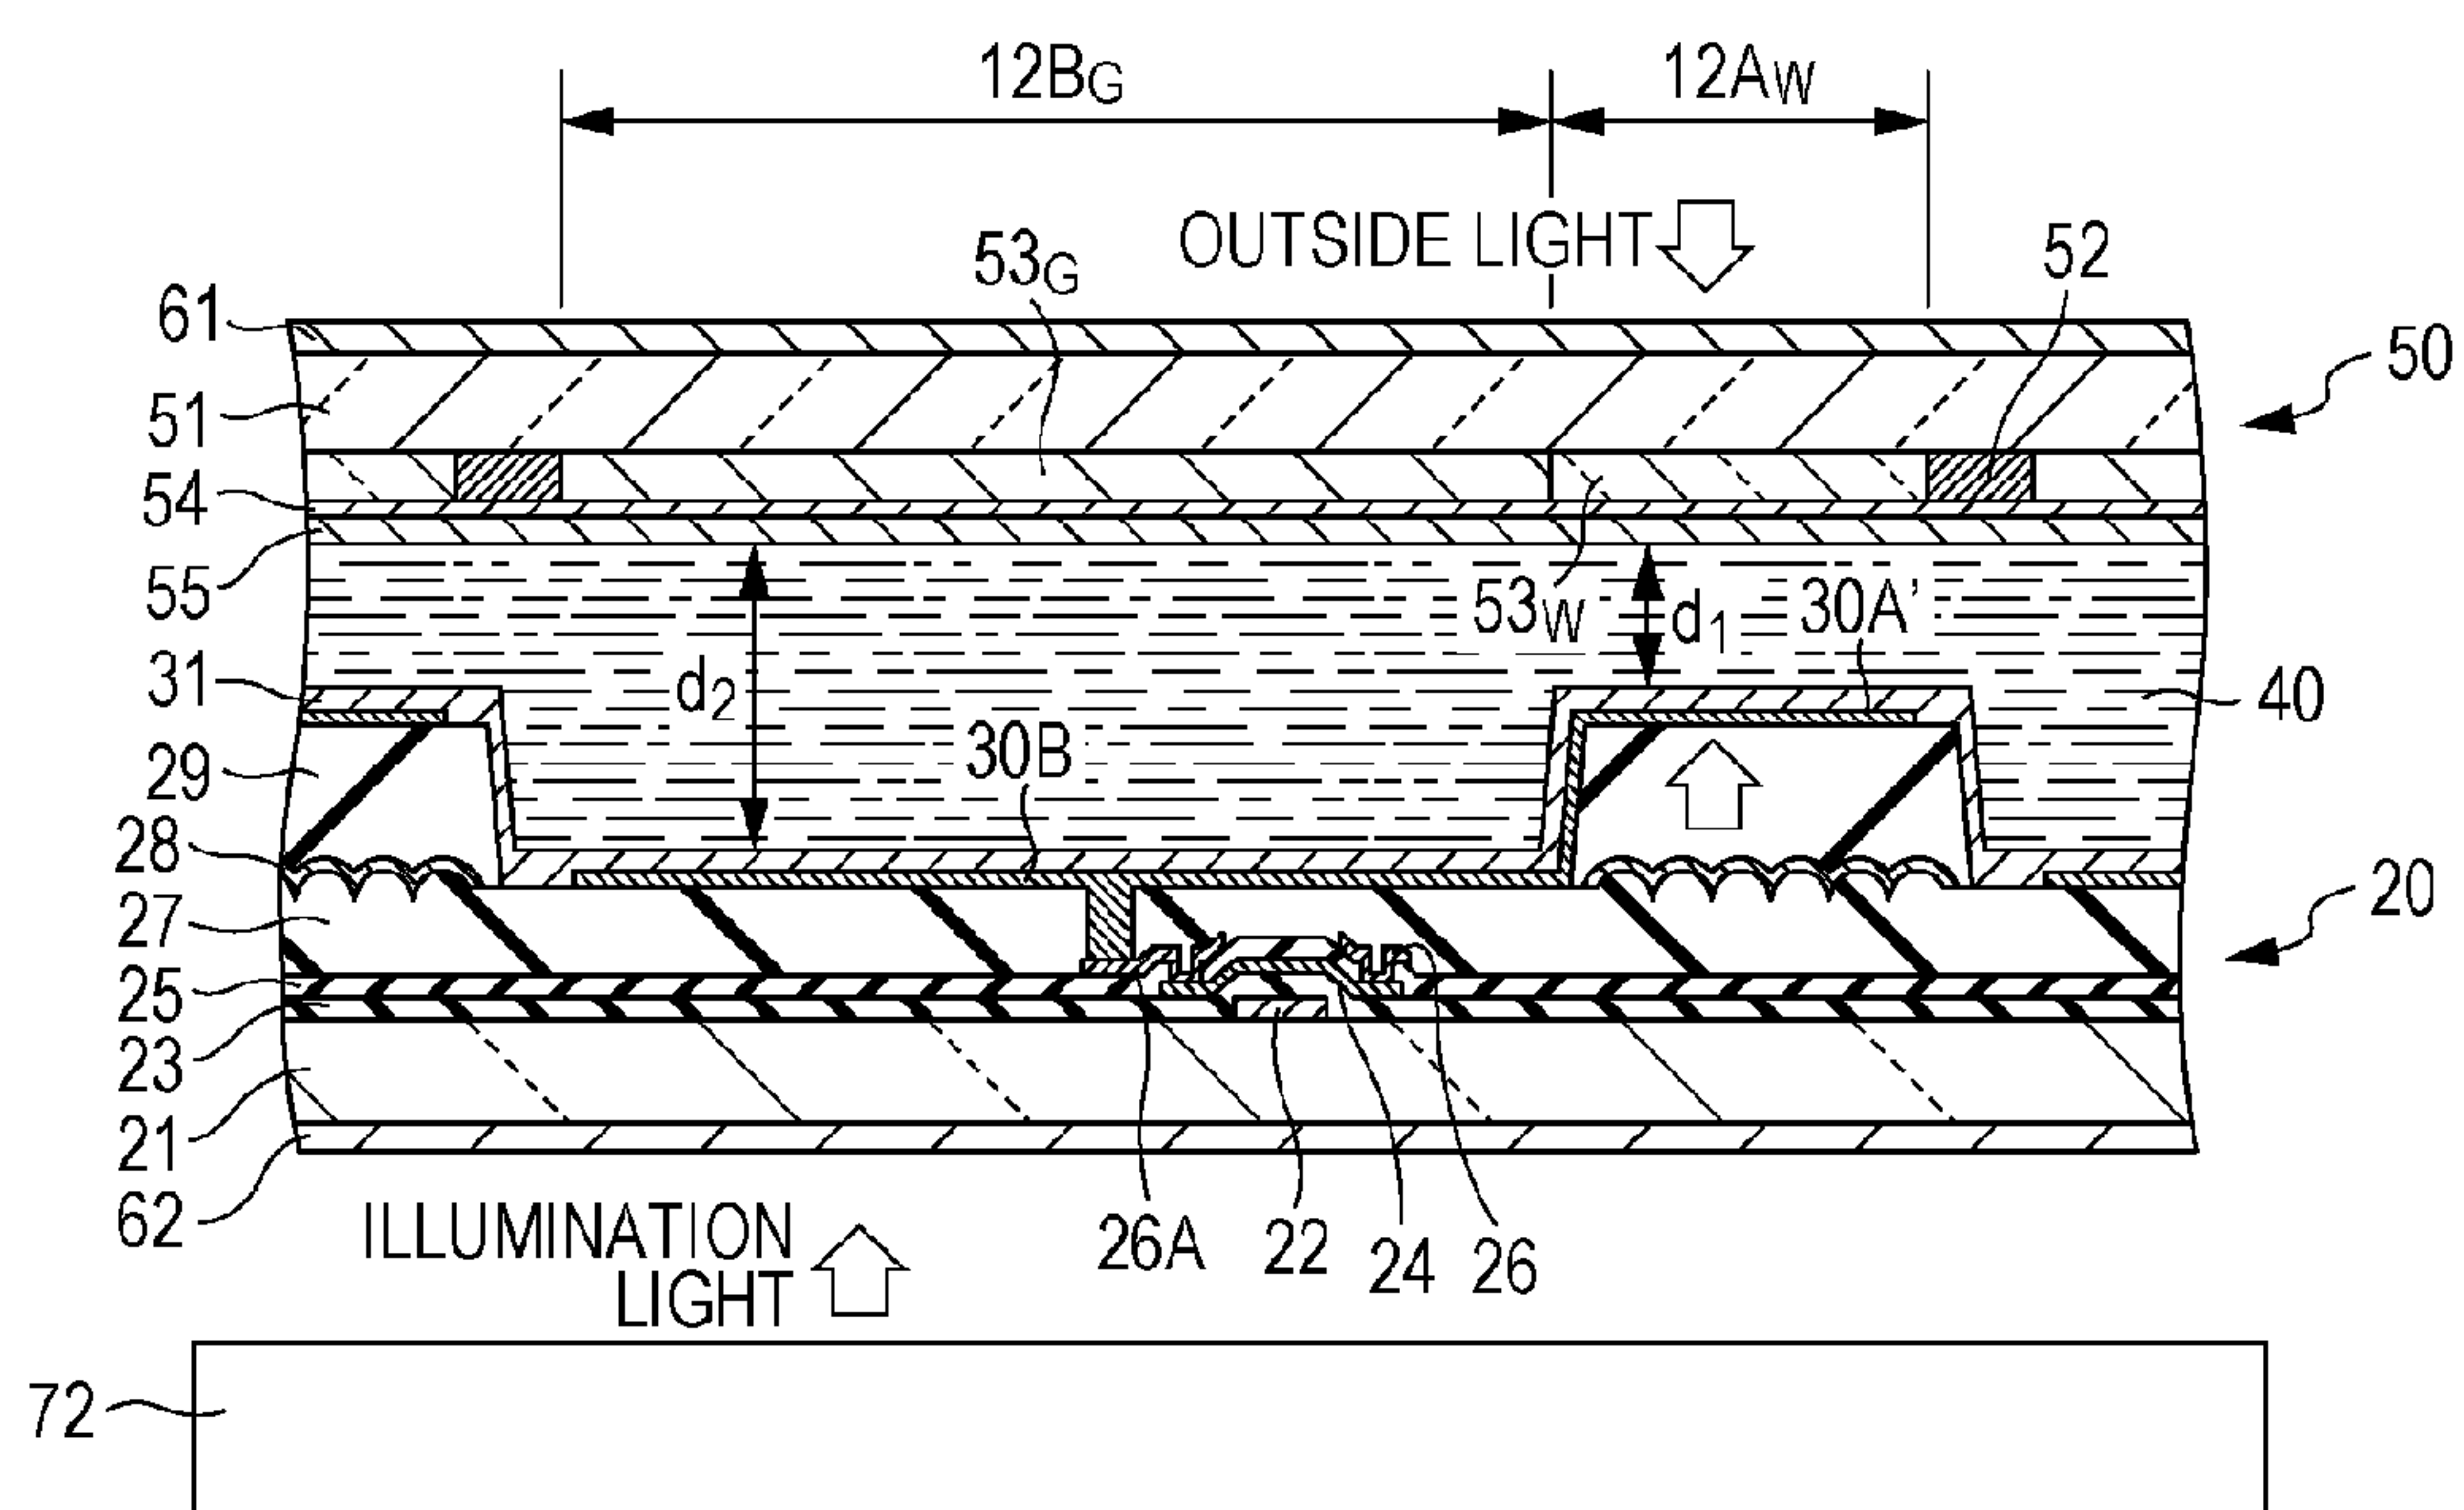 12BG
12AW
OUTSIDE LIGHT
53G
52
61
50
51
54
55
53W
d1
30A'
31
d2
40
29
30B
28
27
20
25
23
21
62
ILLUMINATION
LIGHT
26A
22
24
26
72